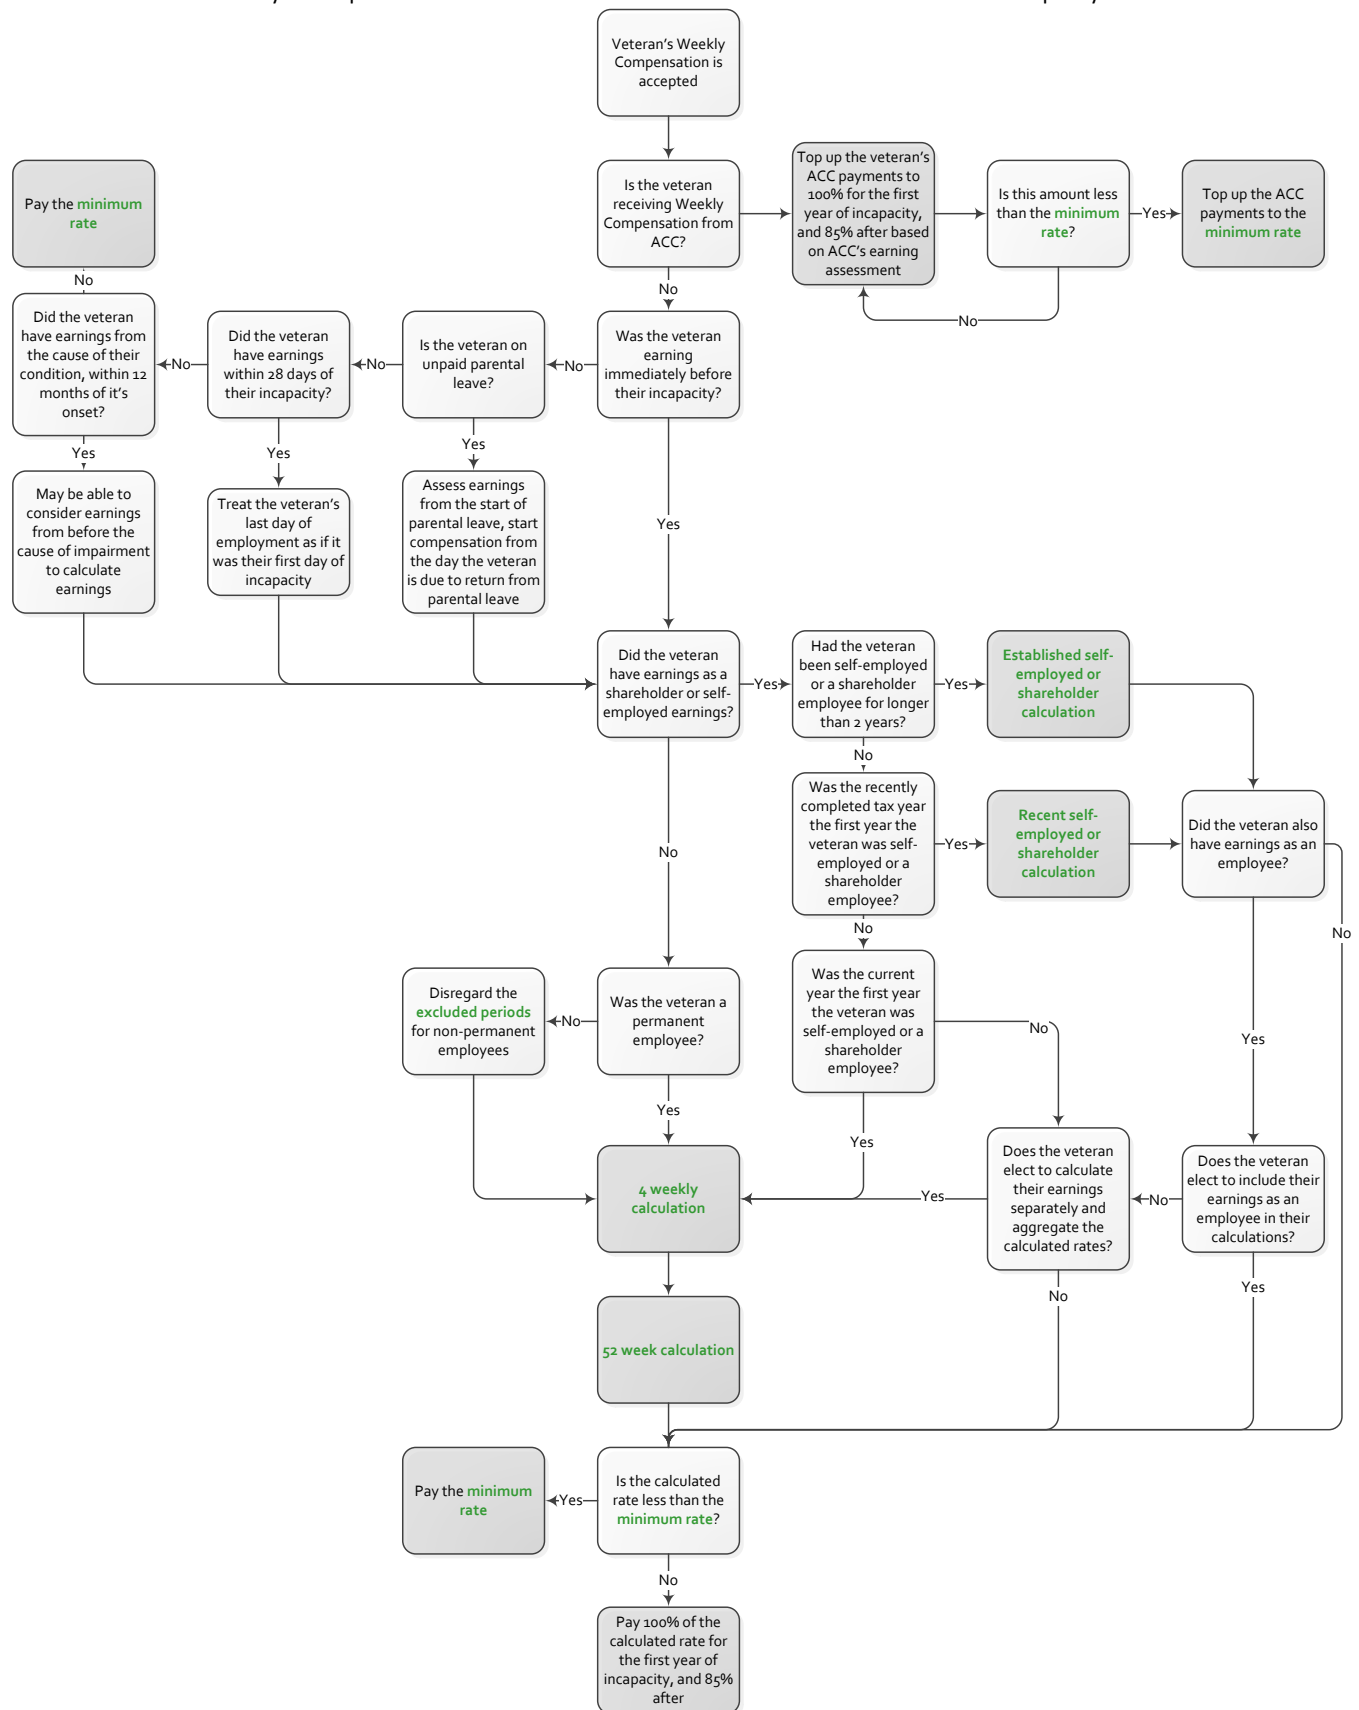 Veteran's Weekly
Compensation is
accepted
Pay the minimum
rate
Is the veteran
receiving Weekly
Compensation from
ACC?
Top up the veteran's
ACC payments to
100% for the first
year of incapacity,
and 85% after based
on ACC's earning
assessment
Is this amount less
than the minimum
rate?
Yes
Top up the ACC
payments to the
minimum rate
No
No
No
Did the veteran
have earnings from
the cause of their
condition, within 12
months of it's
onset?
No
Did the veteran
have earnings
within 28 days of
their incapacity?
No
Is the veteran on
unpaid parental
leave?
No
Was the veteran
earning
immediately before
their incapacity?
Yes
Yes
Yes
Yes
May be able to
consider earnings
from before the
cause of impairment
to calculate
earnings
Treat the veteran's
last day of
employment as if it
was their first day of
incapacity
Assess earnings
from the start of
parental leave, start
compensation from
the day the veteran
is due to return from
parental leave
Did the veteran
have earnings as a
shareholder or self-
employed earnings?
Yes
Had the veteran
been self-employed
or a shareholder
employee for longer
than 2 years?
Yes
Established self-
employed or
shareholder
calculation
No
No
Was the recently
completed tax year
the first year the
veteran was self-
employed or a
shareholder
employee?
Yes
Recent self-
employed or
shareholder
calculation
Did the veteran also
have earnings as an
employee?
No
No
Yes
Disregard the
excluded periods
for non-permanent
employees
No
Was the veteran a
permanent
employee?
Was the current
year the first year
the veteran was
self-employed or a
shareholder
employee?
No
Yes
Yes
4 weekly
calculation
Yes
Does the veteran
elect to calculate
their earnings
separately and
aggregate the
calculated rates?
No
Does the veteran
elect to include their
earnings as an
employee in their
calculations?
No
Yes
52 week calculation
Pay the minimum
rate
Yes
Is the calculated
rate less than the
minimum rate?
No
Pay 100% of the
calculated rate for
the first year of
incapacity, and 85%
after